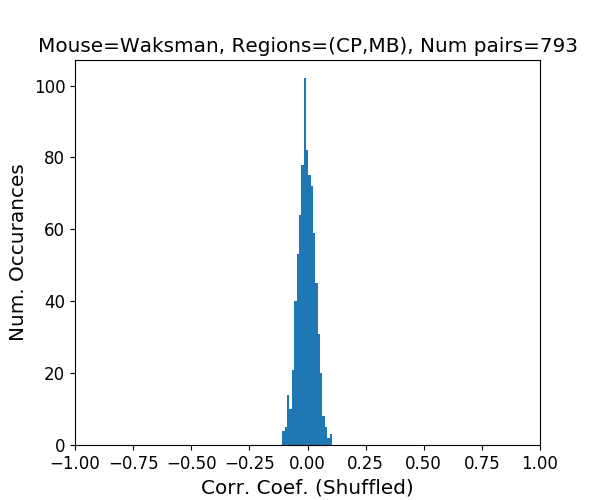 Mouse=Waksman, Regions=(CP,MB), Num pairs=793
100
80
60
40
20
0
Num. Occurances
−1.00 −0.75 −0.50 −0.25 0.00 0.25 0.50 0.75 1.00
Corr. Coef. (Shuffled)